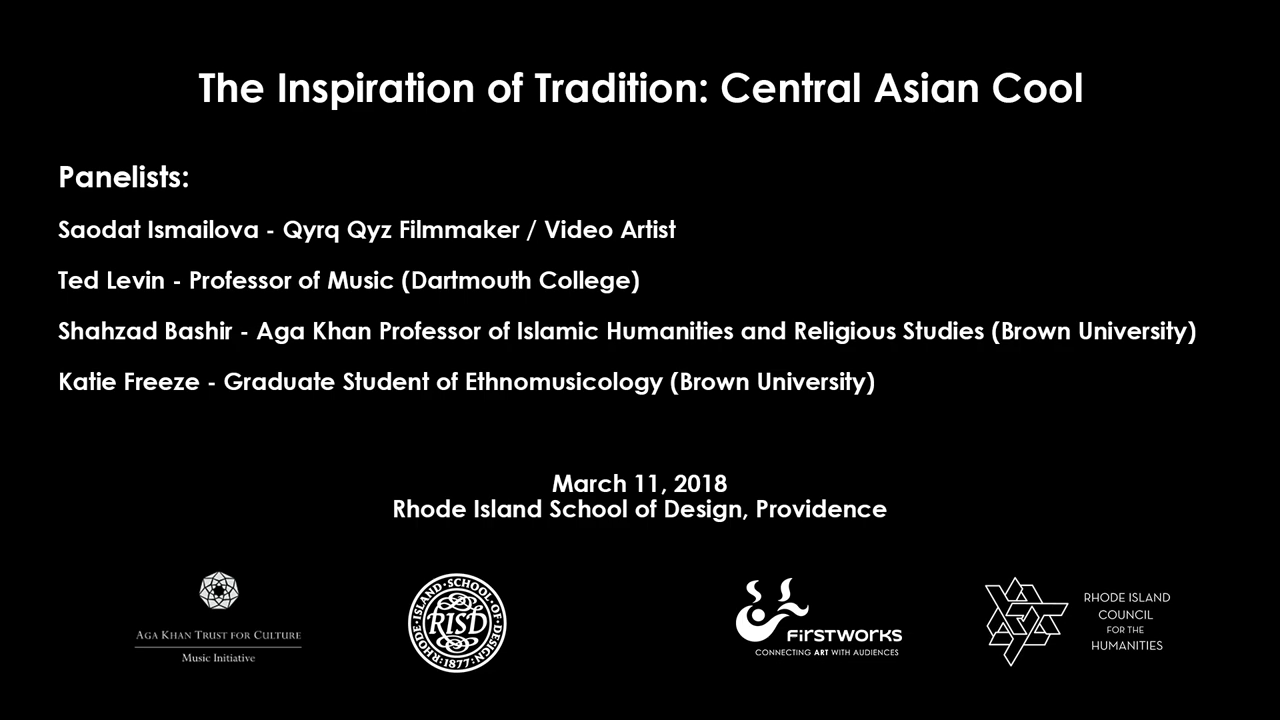 The Inspiration of Tradition: Central Asian Cool
Panelists:
Saodat Ismailova - Qyrq Qyz Filmmaker / Video Artist
Ted Levin - Professor of Music (Dartmouth College)
Shahzad Bashir - Aga Khan Professor of Islamic Humanities and Religious Studies (Brown University)
Katie Freeze - Graduate Student of Ethnomusicology (Brown University)
March 11, 2018
Rhode Island School of Design, Providence
AGA KHAN TRUST FOR CULTURE
Music Initiative
RHODE·ISLAND·SCHOOL·OF·DESIGN
RISD
·1877·
FIRSTWORKS
CONNECTING ART WITH AUDIENCES
RHODE ISLAND
COUNCIL
FOR THE
HUMANITIES